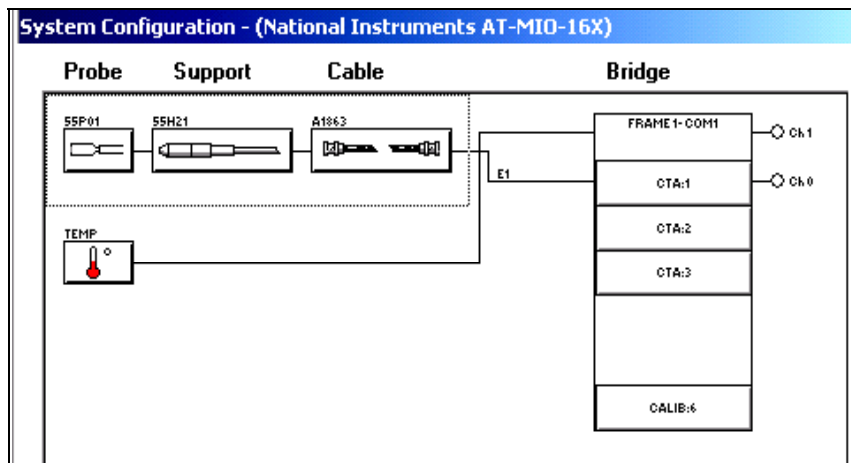 System Configuration - (National Instruments AT-MIO-16X)
Probe Support Cable Bridge
55P01 55H21 A1863 FRAME1-COM1 Ch.1
E1 CTA:1 Ch.0
CTA:2
TEMP
CTA:3
CALIB:6